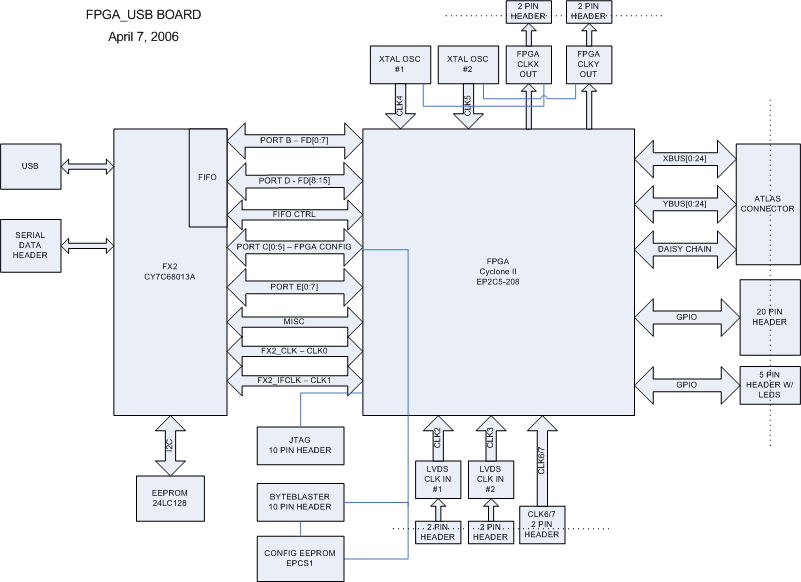 FPGA_USB BOARD
April 7, 2006
2 PIN
HEADER
2 PIN
HEADER
XTAL OSC
#1
XTAL OSC
#2
FPGA
CLKX
OUT
FPGA
CLKY
OUT
CLK4
CLK5
USB
SERIAL
DATA
HEADER
FIFO
FX2
CY7C68013A
PORT B – FD[0:7]
PORT D - FD[8:15]
FIFO CTRL
PORT C[0:5] – FPGA CONFIG
PORT E[0:7]
MISC
FX2_CLK – CLK0
FX2_IFCLK – CLK1
FPGA
Cyclone II
EP2C5-208
XBUS[0:24]
YBUS[0:24]
DAISY CHAIN
ATLAS
CONNECTOR
GPIO
20 PIN
HEADER
GPIO
5 PIN
HEADER W/
LEDS
I2C
EEPROM
24LC128
JTAG
10 PIN HEADER
BYTEBLASTER
10 PIN HEADER
CONFIG EEPROM
EPCS1
CLK2
CLK3
CLK6/7
LVDS
CLK IN
#1
LVDS
CLK IN
#2
2 PIN
HEADER
2 PIN
HEADER
CLK6/7
2 PIN
HEADER